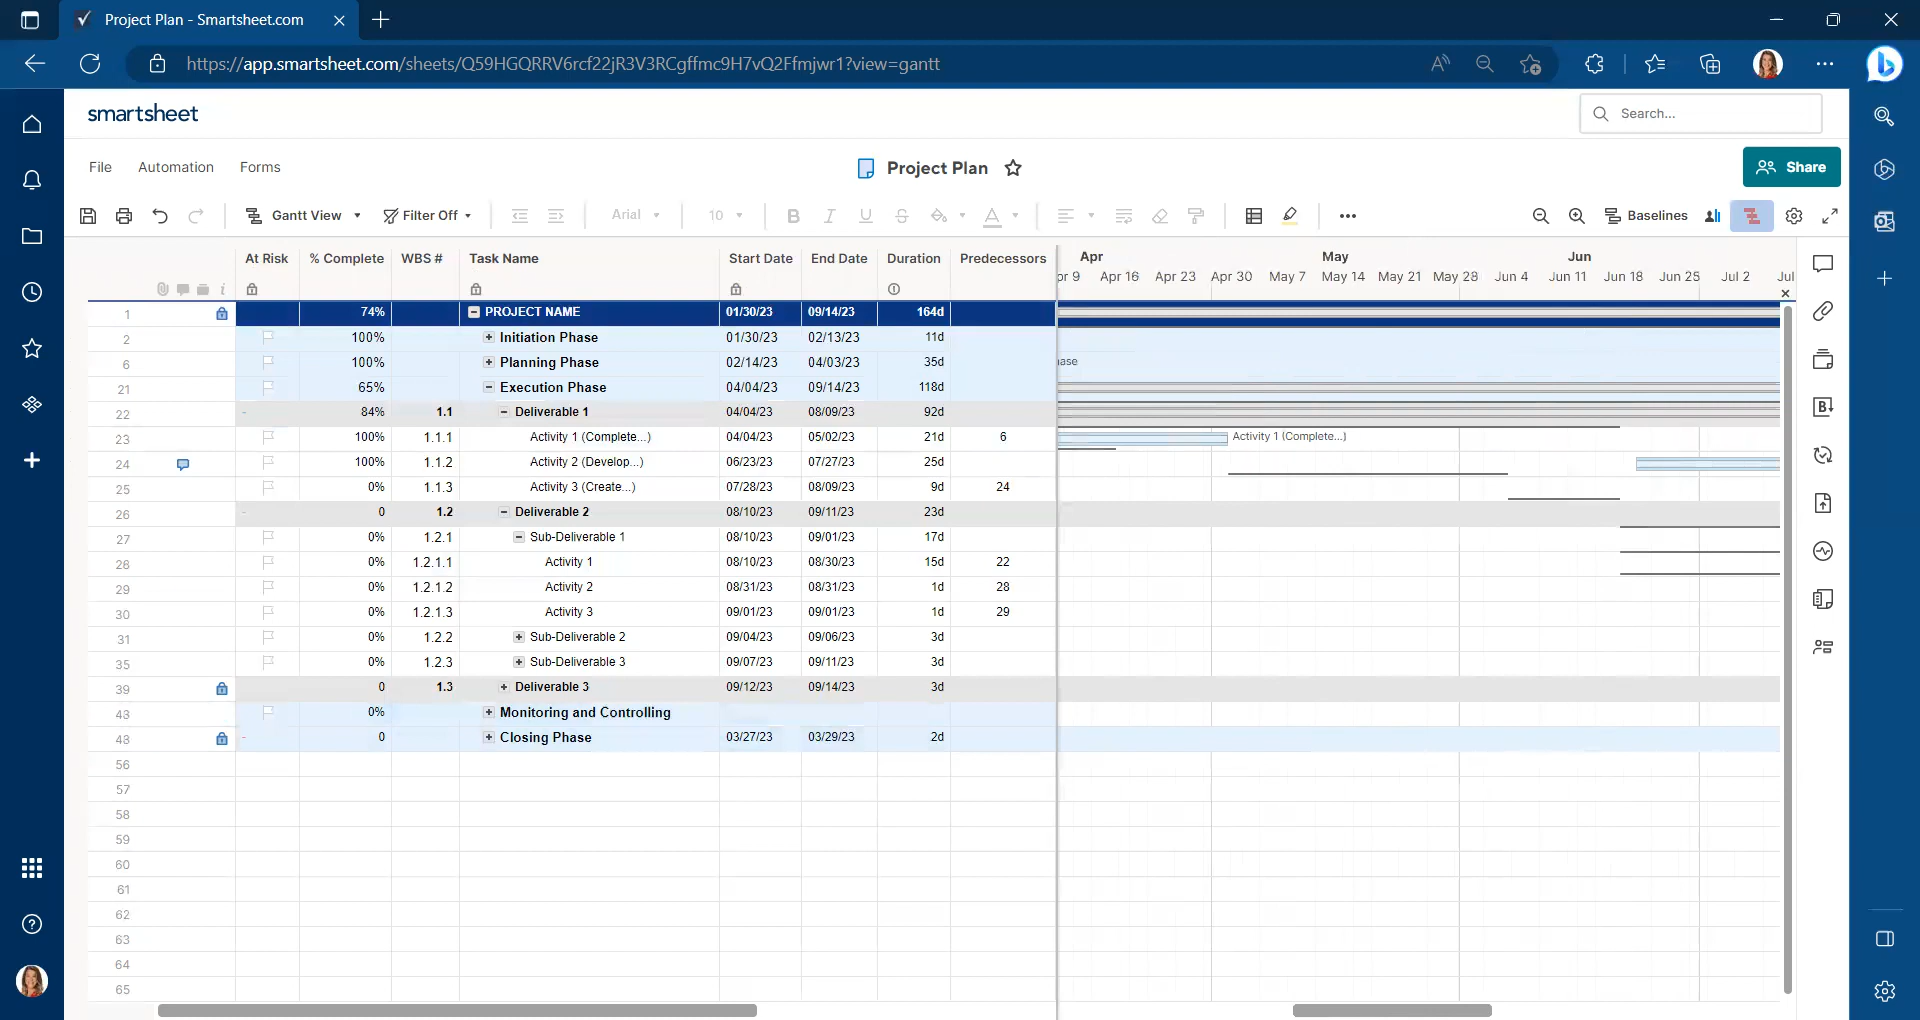 Project Plan - Smartsheet.com
https://app.smartsheet.com/sheets/Q59HGQRRV6rcf22jR3V3RCgffmc9H7vQ2Ffmjwr1?view=gantt
smartsheet
Search...
File Automation Forms
Project Plan
Share
Gantt View Filter Off Arial 10 B I U S A Baselines
At Risk % Complete WBS # Task Name Start Date End Date Duration Predecessors
Apr May Jun
pr 9 Apr 16 Apr 23 Apr 30 May 7 May 14 May 21 May 28 Jun 4 Jun 11 Jun 18 Jun 25 Jul 2 Jul
1 74% PROJECT NAME 01/30/23 09/14/23 164d
2 100% Initiation Phase 01/30/23 02/13/23 11d
6 100% Planning Phase 02/14/23 04/03/23 35d hase
21 65% Execution Phase 04/04/23 09/14/23 118d
22 84% 1.1 Deliverable 1 04/04/23 08/09/23 92d
23 100% 1.1.1 Activity 1 (Complete...) 04/04/23 05/02/23 21d 6 Activity 1 (Complete...)
24 100% 1.1.2 Activity 2 (Develop...) 06/23/23 07/27/23 25d
25 0% 1.1.3 Activity 3 (Create...) 07/28/23 08/09/23 9d 24
26 0 1.2 Deliverable 2 08/10/23 09/11/23 23d
27 0% 1.2.1 Sub-Deliverable 1 08/10/23 09/01/23 17d
28 0% 1.2.1.1 Activity 1 08/10/23 08/30/23 15d 22
29 0% 1.2.1.2 Activity 2 08/31/23 08/31/23 1d 28
30 0% 1.2.1.3 Activity 3 09/01/23 09/01/23 1d 29
31 0% 1.2.2 Sub-Deliverable 2 09/04/23 09/06/23 3d
35 0% 1.2.3 Sub-Deliverable 3 09/07/23 09/11/23 3d
39 0 1.3 Deliverable 3 09/12/23 09/14/23 3d
43 0% Monitoring and Controlling
48 0 Closing Phase 03/27/23 03/29/23 2d
56
57
58
59
60
61
62
63
64
65